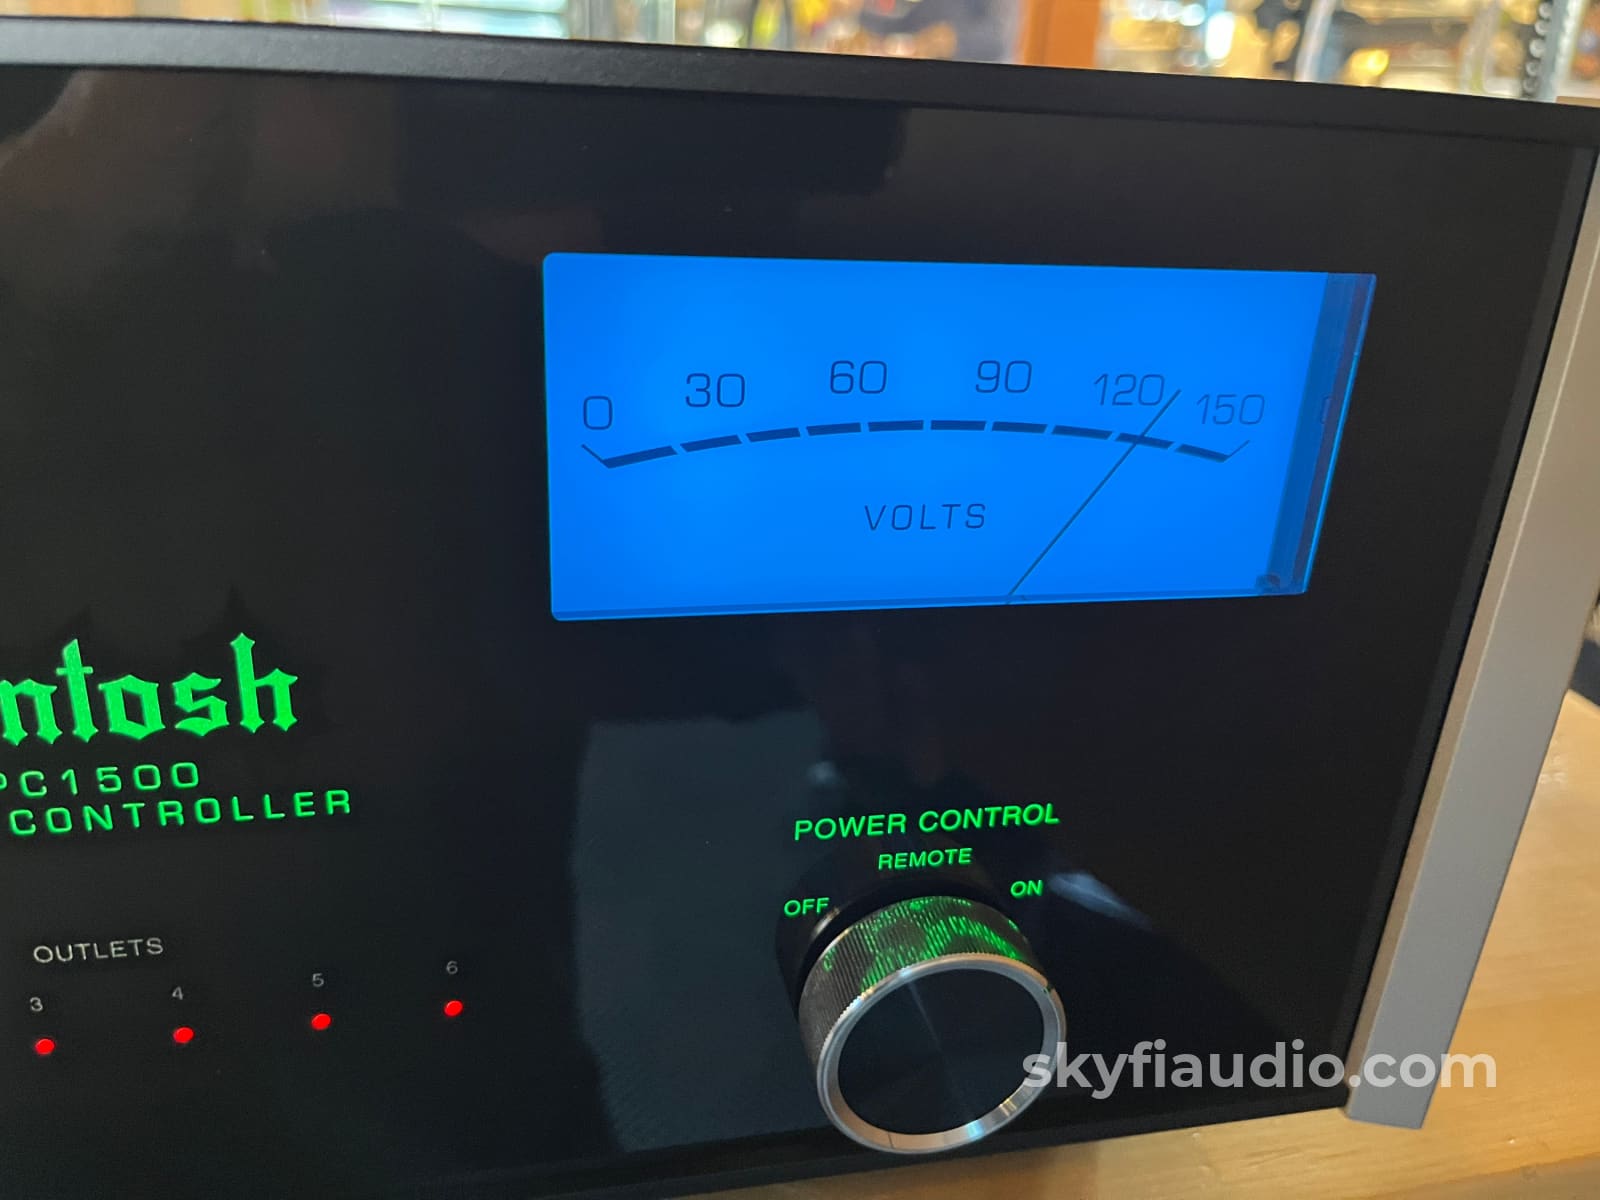 0 30 60 90 120 150
VOLTS
ntosh
PC1500
CONTROLLER
POWER CONTROL
REMOTE
OFF ON
OUTLETS
3 4 5 6
skyfiaudio.com